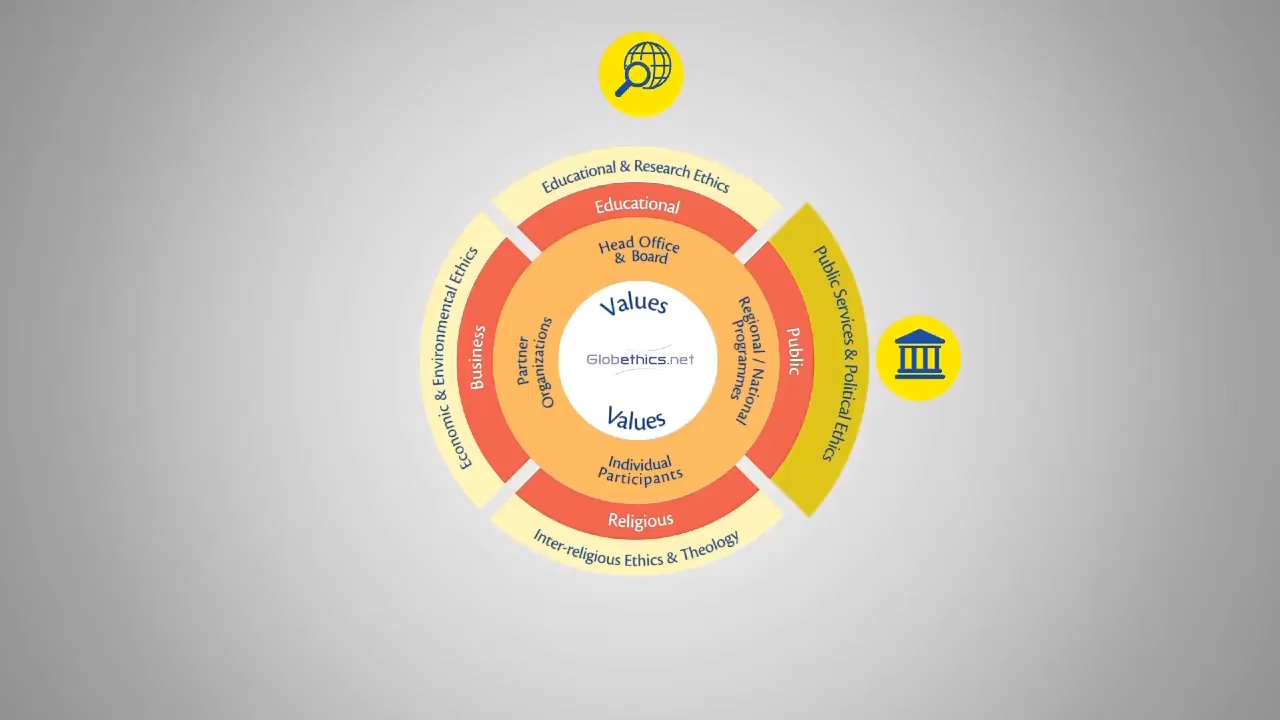 Educational & Research Ethics
Educational
Head Office
& Board
Values
Globethics.net
Values
Economic & Environmental Ethics
Business
Partner
Organizations
Regional / National
Programmes
Public
Public Services & Political Ethics
Individual
Participants
Religious
Inter-religious Ethics & Theology